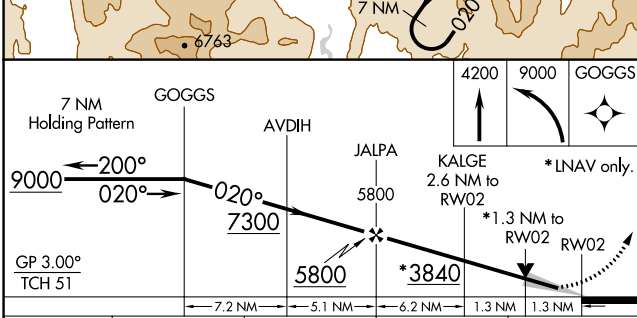 7 NM
020°
6763
4200 9000 GOGGS
7 NM
Holding Pattern
GOGGS
AVDIH
JALPA
5800
KALGE
2.6 NM to
RW02
*LNAV only.
*1.3 NM to
RW02
RW02
200°
9000
020°
020°
7300
5800
*3840
GP 3.00°
TCH 51
7.2 NM 5.1 NM 6.2 NM 1.3 NM 1.3 NM